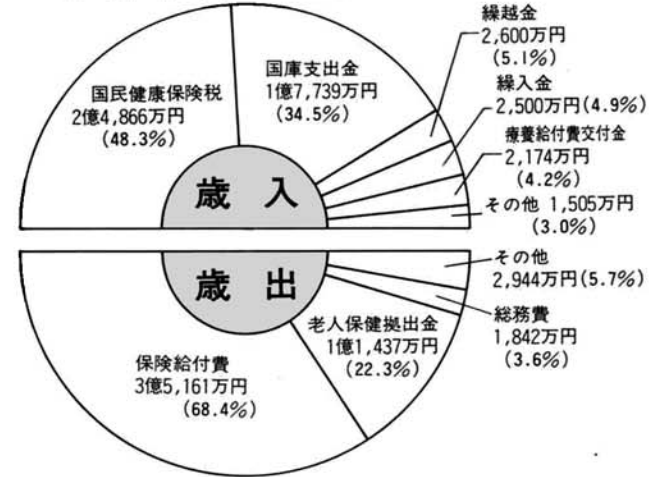 国民健康保険税
2億4,866万円
(48.3%)
国庫支出金
1億7,739万円
(34.5%)
繰越金
2,600万円
(5.1%)
繰入金
2,500万円(4.9%)
療養給付費交付金
2,174万円
(4.2%)
その他 1,505万円
(3.0%)
歳入
歳出
その他
2,944万円(5.7%)
総務費
1,842万円
(3.6%)
老人保健拠出金
1億1,437万円
(22.3%)
保険給付費
3億5,161万円
(68.4%)